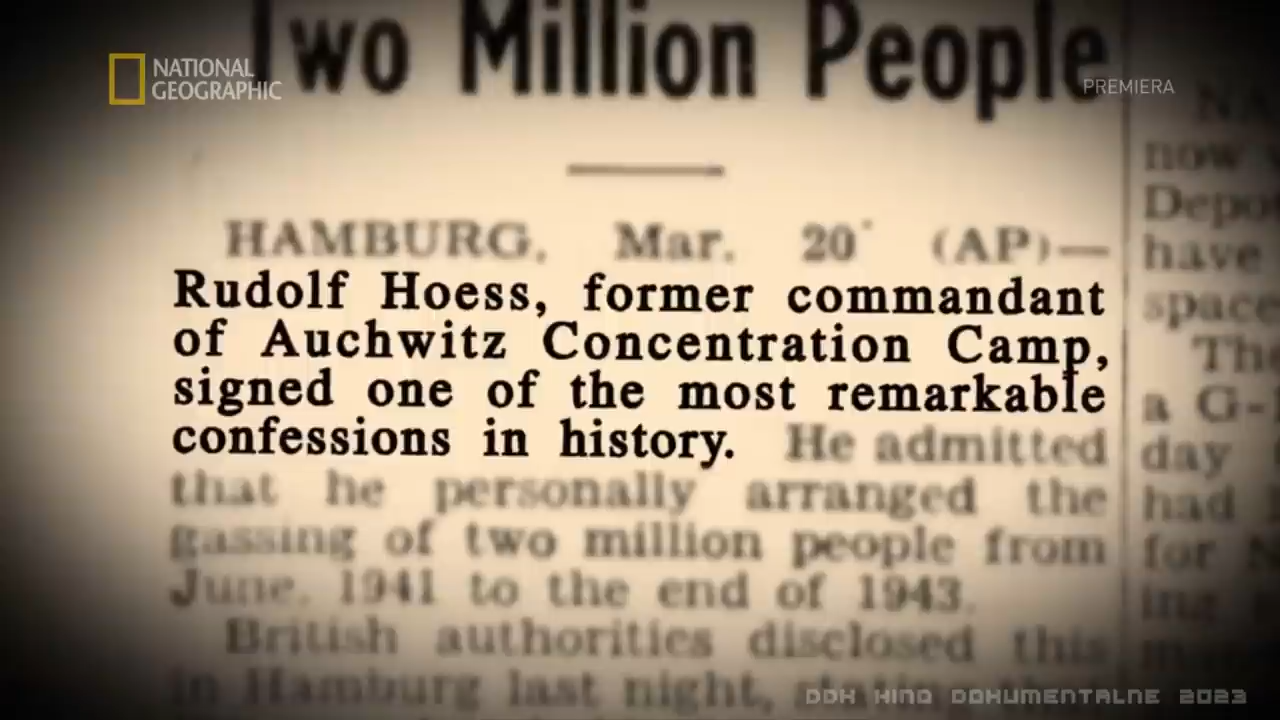 Two Million People
NATIONAL
GEOGRAPHIC
PREMIERA
HAMBURG, Mar. 20 (AP)—
Rudolf Hoess, former commandant
of Auchwitz Concentration Camp,
signed one of the most remarkable
confessions in history. He admitted
that he personally arranged the
gassing of two million people from
June, 1941 to the end of 1943.
British authorities disclosed this
in Hamburg last night,
now
Depo
have
space
The
a G-
day
had
for N
ing
DDK KINO DOKUMENTALNE 2023